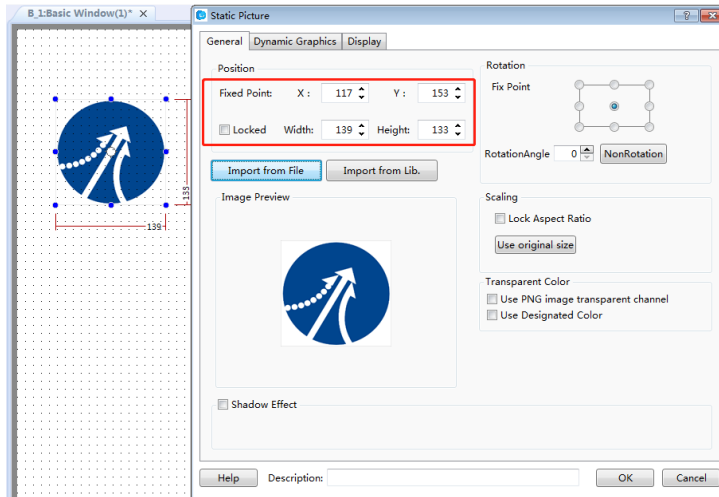 B_1:Basic Window(1)* X
Static Picture
General Dynamic Graphics Display
Position
Fixed Point: X : 117 Y : 153
Locked Width: 139 Height: 133
Import from File Import from Lib.
Image Preview
Rotation
Fix Point
RotationAngle 0 NonRotation
Scaling
Lock Aspect Ratio
Use original size
Transparent Color
Use PNG image transparent channel
Use Designated Color
Shadow Effect
Help Description: OK Cancel
133
139